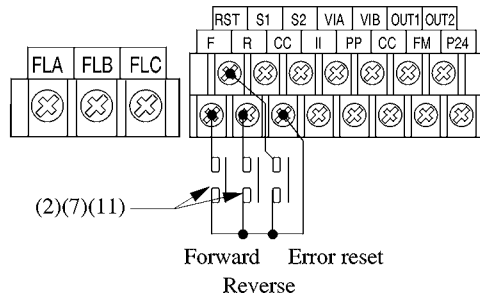 RST S1 S2 VIA VIB OUT1 OUT2
F R CC II PP CC FM P24
FLA FLB FLC
(2)(7)(11)
Forward Error reset
Reverse